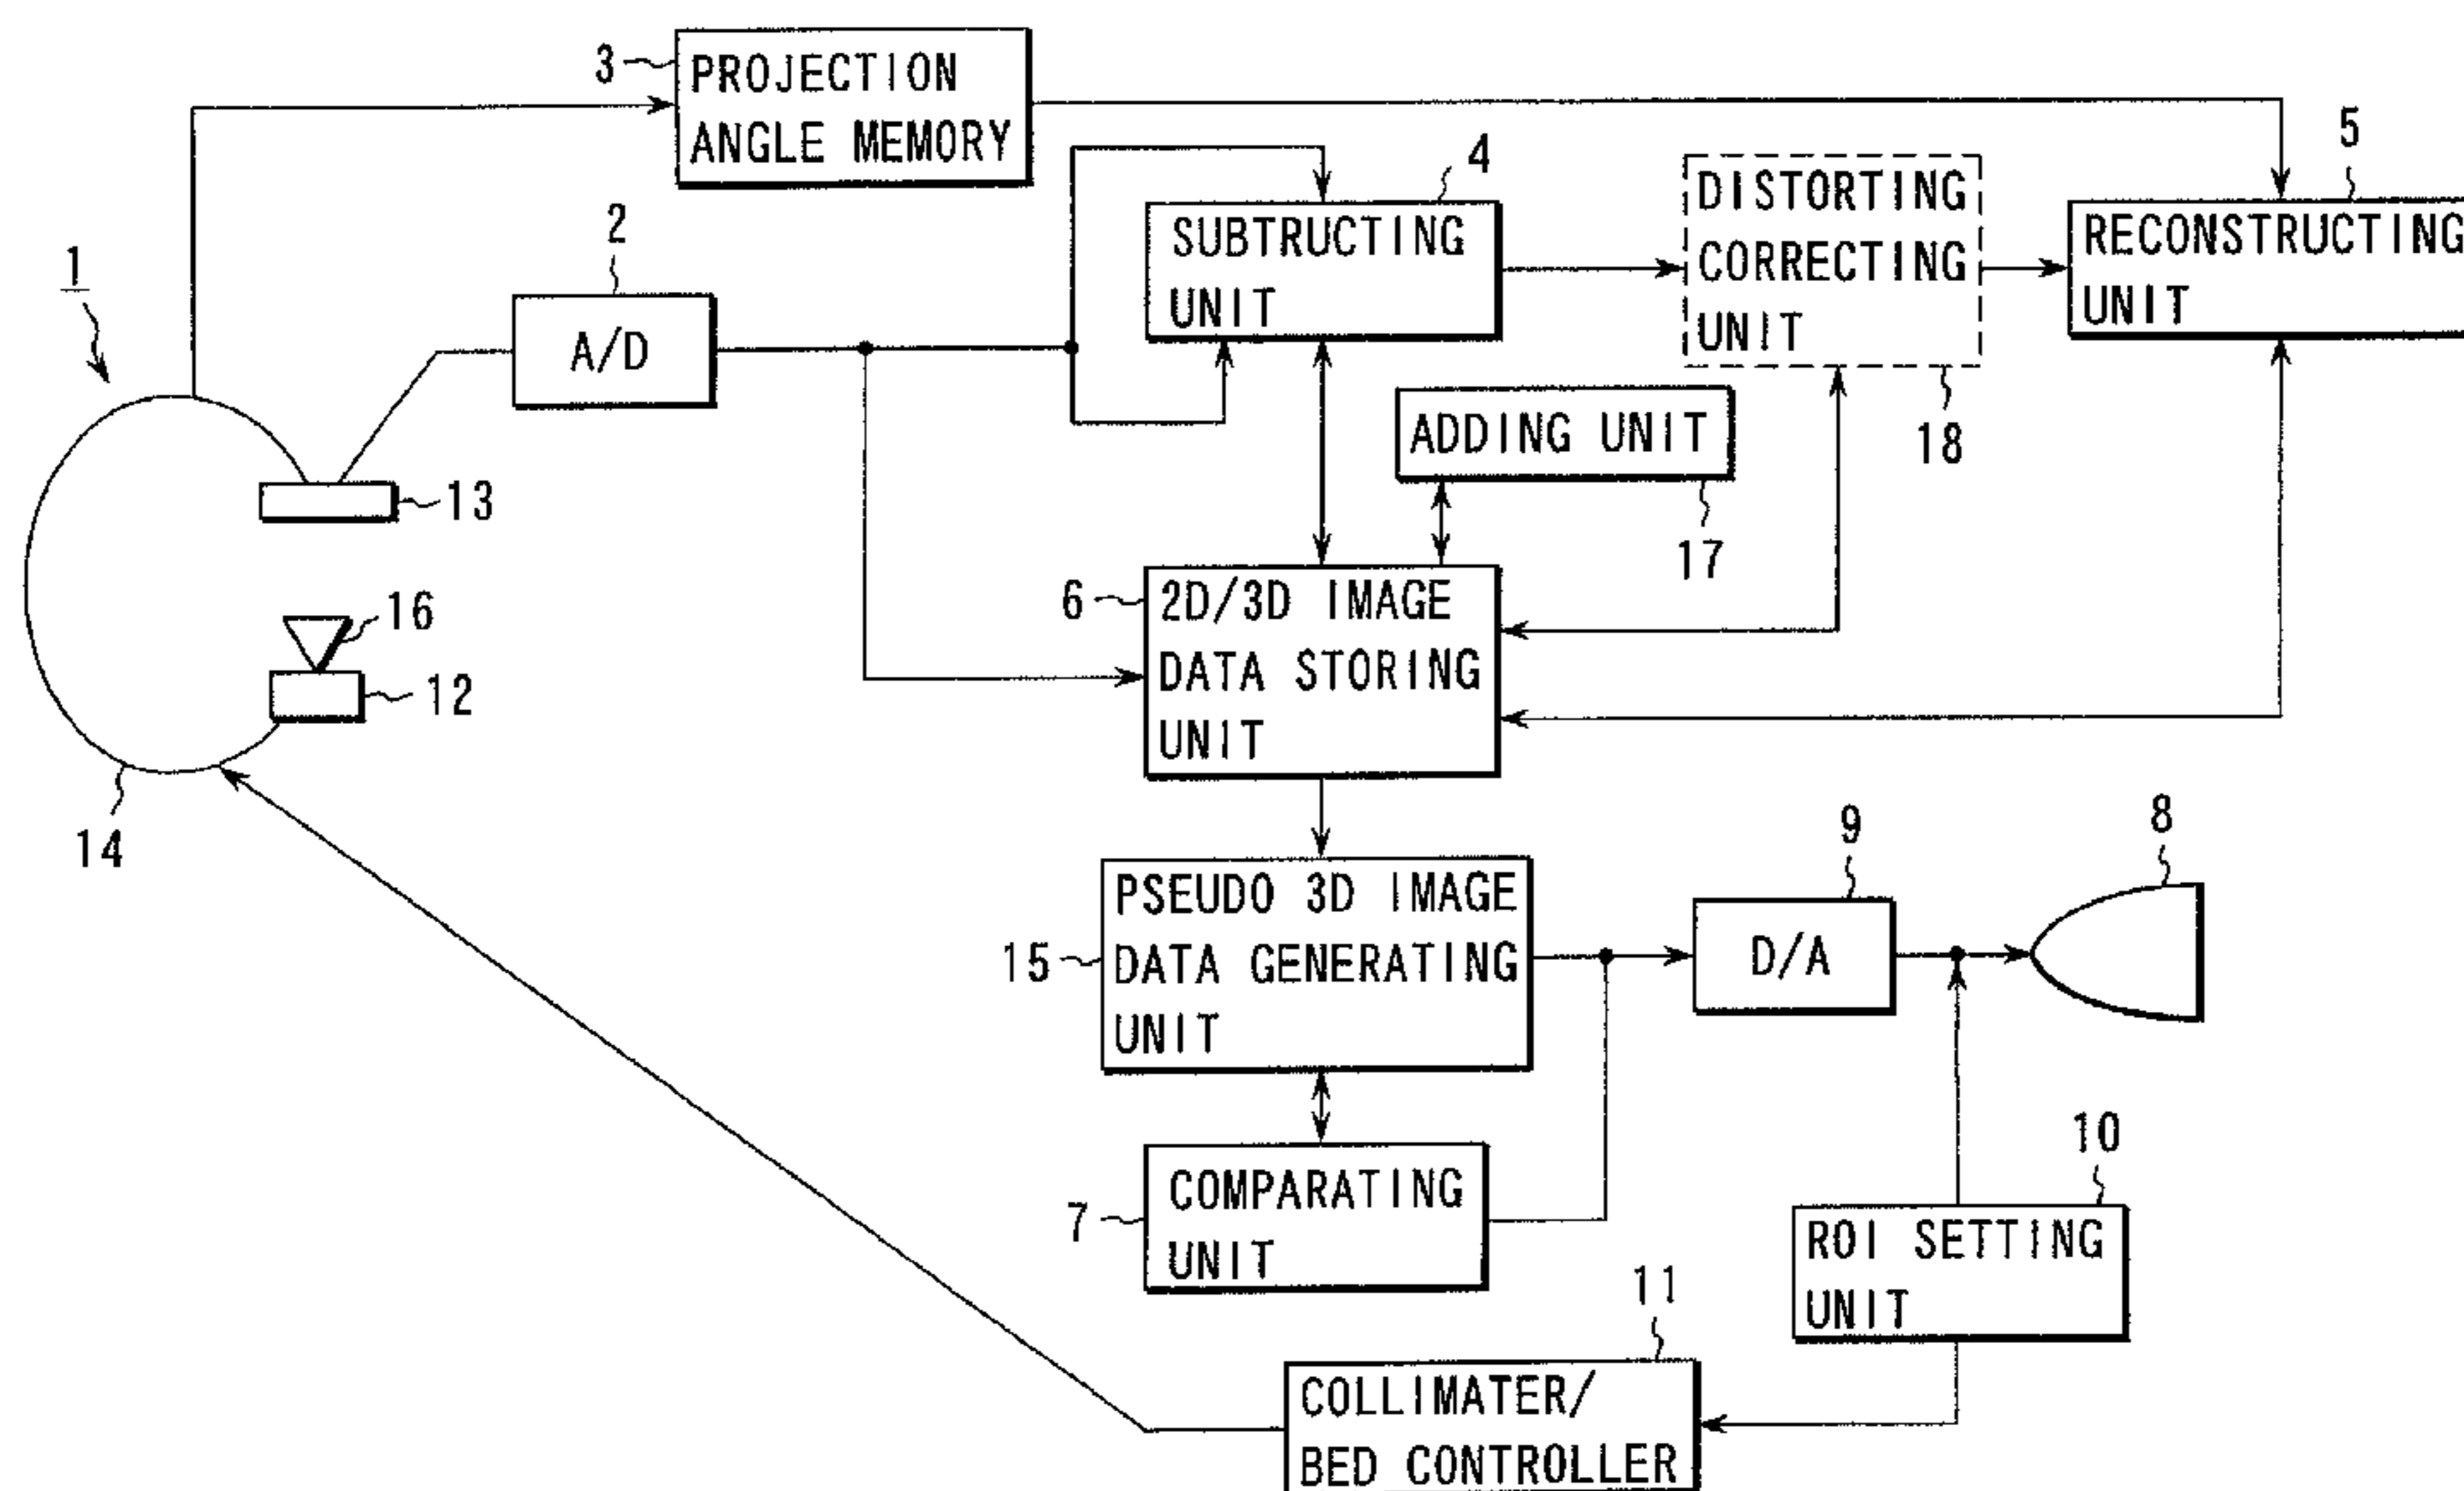 3
PROJECTION
ANGLE MEMORY
5
4
DISTORTING
CORRECTING
UNIT
18
SUBTRUCTING
UNIT
RECONSTRUCTING
UNIT
2
1
A/D
ADDING UNIT
17
13
16
12
14
6
2D/3D IMAGE
DATA STORING
UNIT
15
PSEUDO 3D IMAGE
DATA GENERATING
UNIT
9
D/A
8
7
COMPARATING
UNIT
10
ROI SETTING
UNIT
11
COLLIMATER/
BED CONTROLLER